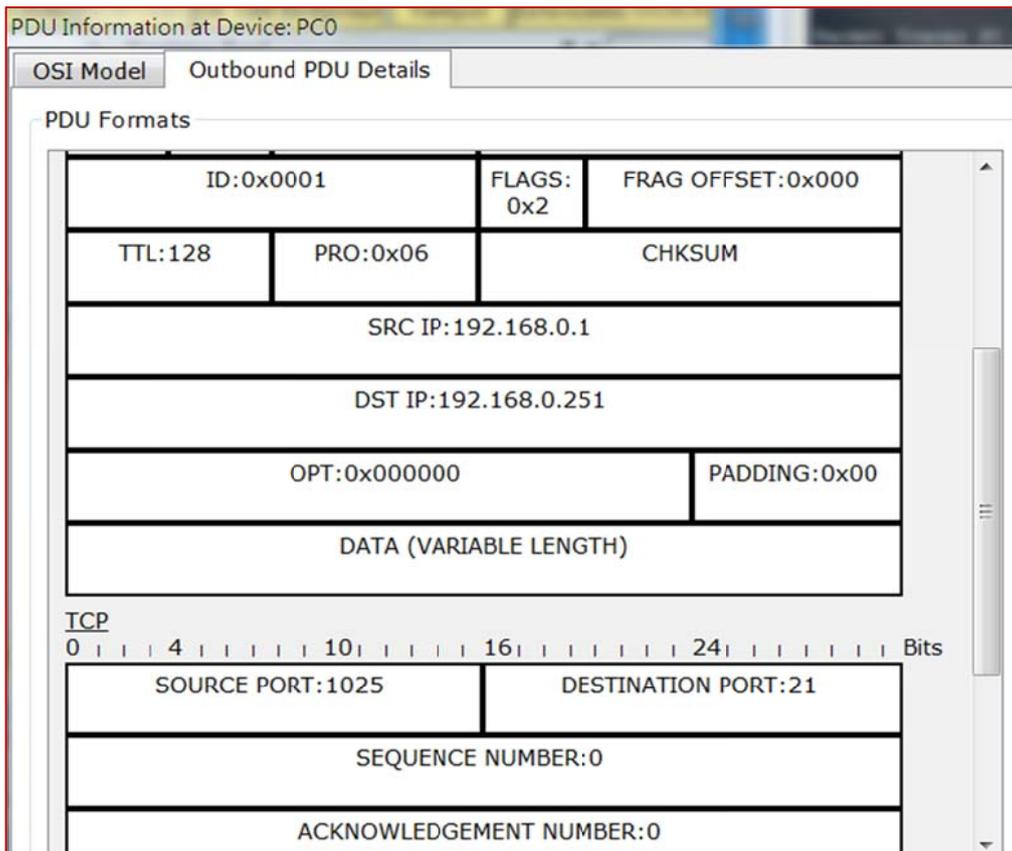 PDU Information at Device: PC0
OSI Model Outbound PDU Details
PDU Formats
ID:0x0001 FLAGS: 0x2 FRAG OFFSET:0x000
TTL:128 PRO:0x06 CHKSUM
SRC IP:192.168.0.1
DST IP:192.168.0.251
OPT:0x000000 PADDING:0x00
DATA (VARIABLE LENGTH)
TCP
0 4 10 16 24 Bits
SOURCE PORT:1025 DESTINATION PORT:21
SEQUENCE NUMBER:0
ACKNOWLEDGEMENT NUMBER:0